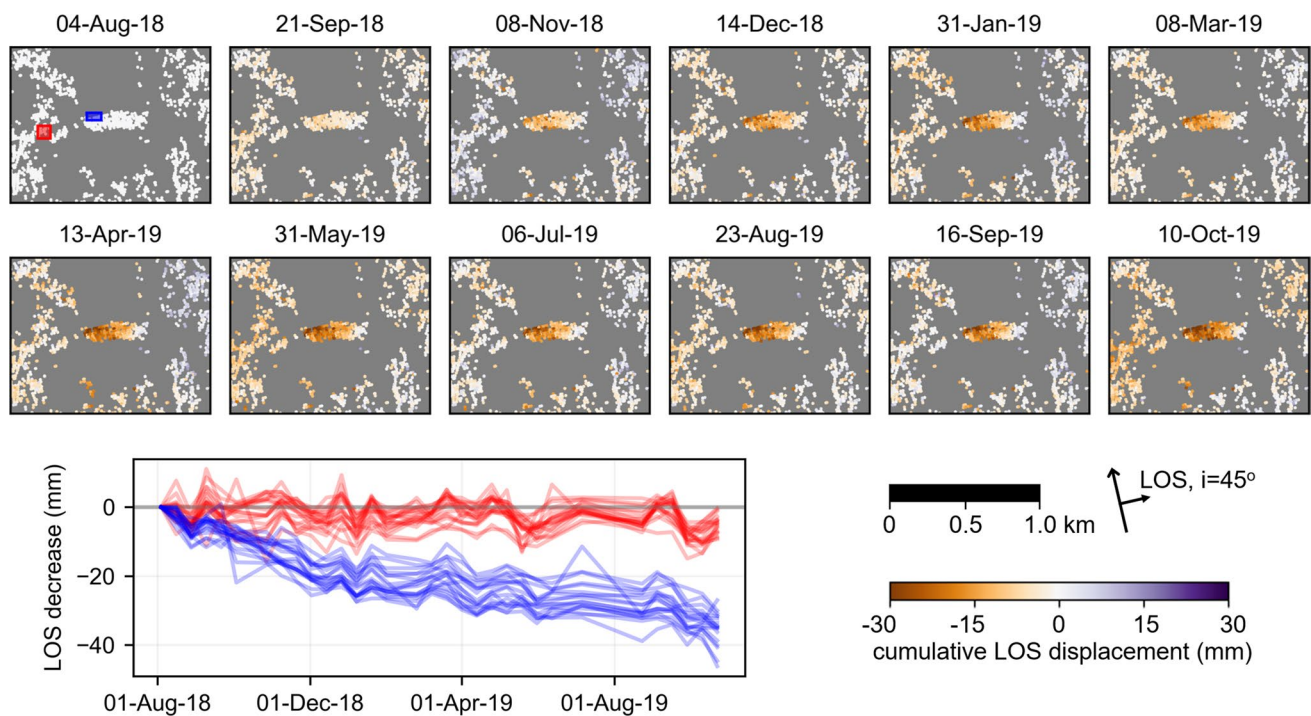 04-Aug-18 21-Sep-18 08-Nov-18 14-Dec-18 31-Jan-19 08-Mar-19
13-Apr-19 31-May-19 06-Jul-19 23-Aug-19 16-Sep-19 10-Oct-19
LOS decrease (mm)
0
-20
-40
01-Aug-18 01-Dec-18 01-Apr-19 01-Aug-19
0 0.5 1.0 km
LOS, i=45º
-30 -15 0 15 30
cumulative LOS displacement (mm)